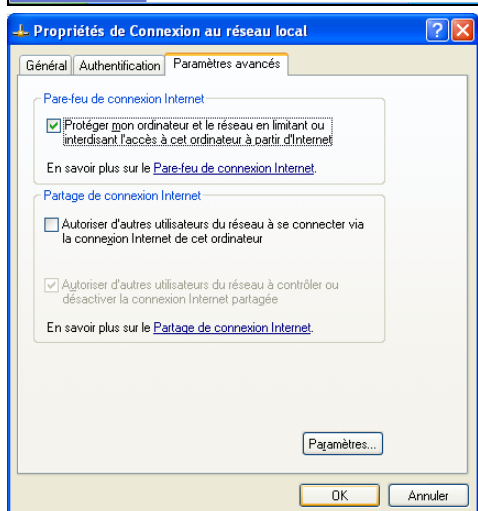 Propriétés de Connexion au réseau local
Général Authentification Paramètres avancés
Pare-feu de connexion Internet
Protéger mon ordinateur et le réseau en limitant ou
interdisant l'accès à cet ordinateur à partir d'Internet
En savoir plus sur le Pare-feu de connexion Internet.
Partage de connexion Internet
Autoriser d'autres utilisateurs du réseau à se connecter via
la connexion Internet de cet ordinateur
Autoriser d'autres utilisateurs du réseau à contrôler ou
désactiver la connexion Internet partagée
En savoir plus sur le Partage de connexion Internet.
Paramètres...
OK Annuler